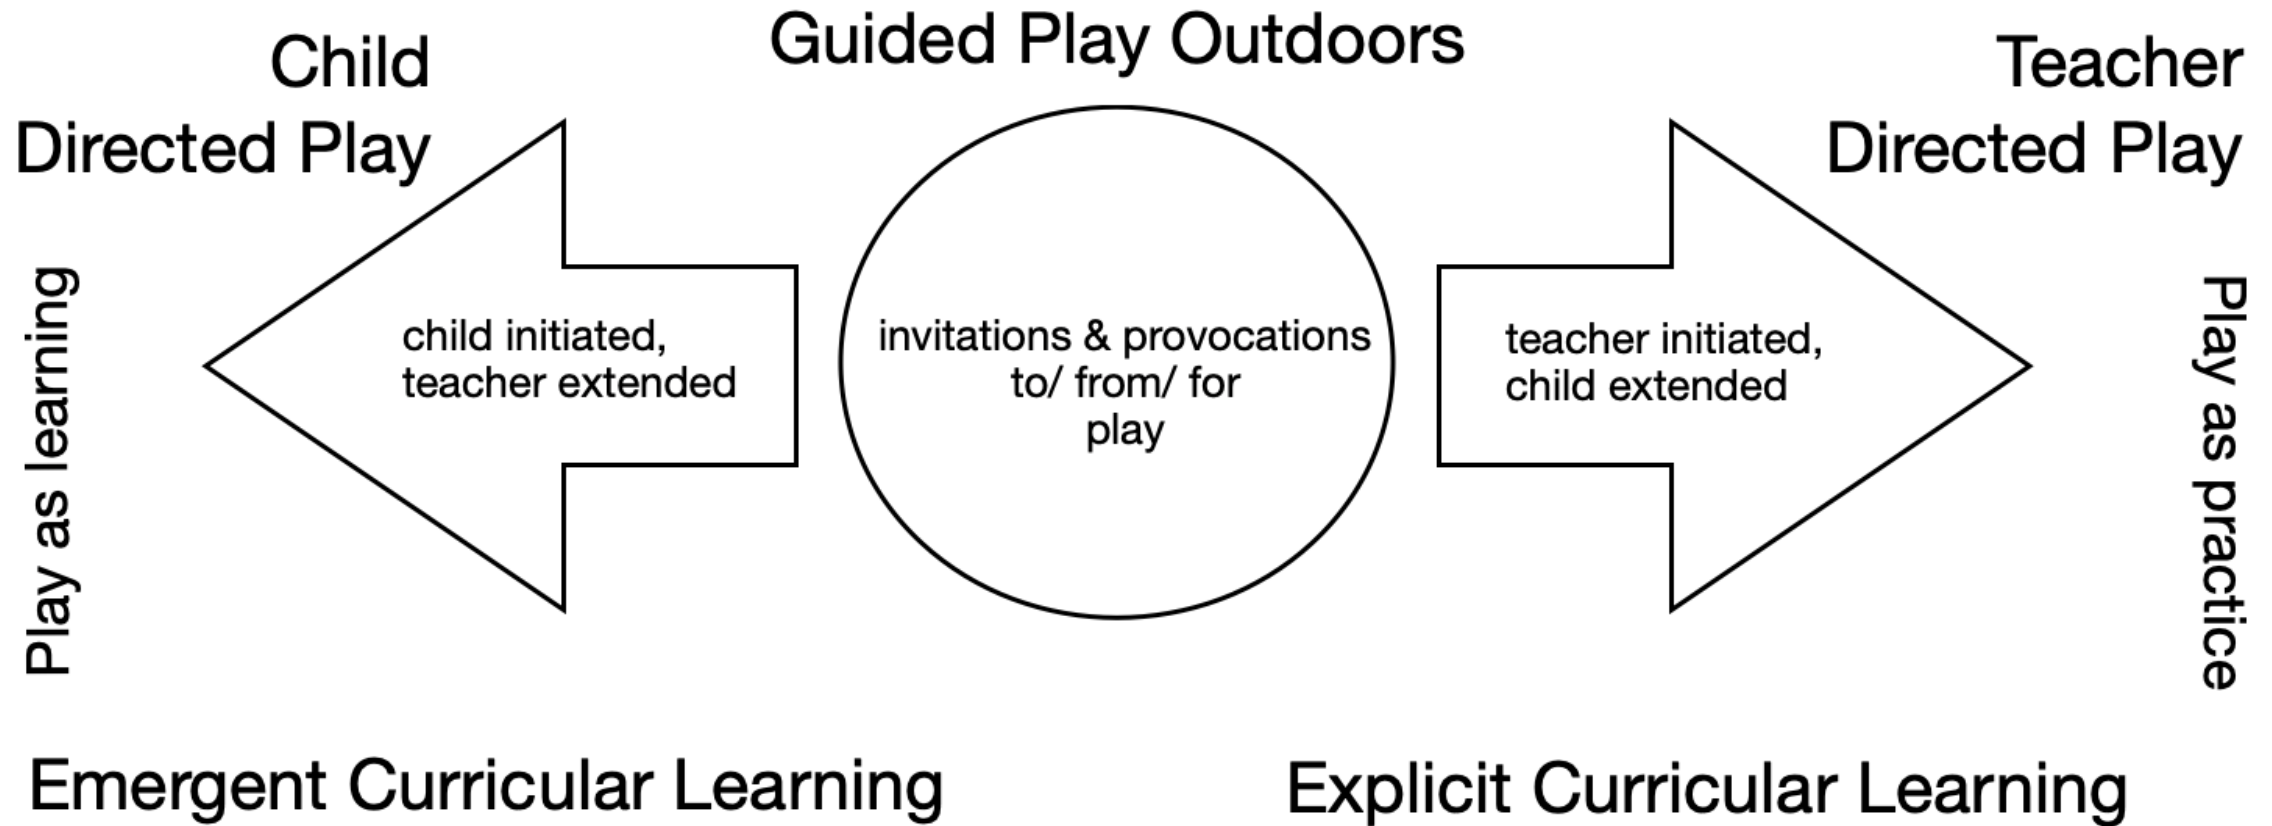 Guided Play Outdoors
Child
Directed Play
Teacher
Directed Play
Play as learning
child initiated,
teacher extended
invitations & provocations
to/ from/ for
play
teacher initiated,
child extended
Play as practice
Emergent Curricular Learning
Explicit Curricular Learning